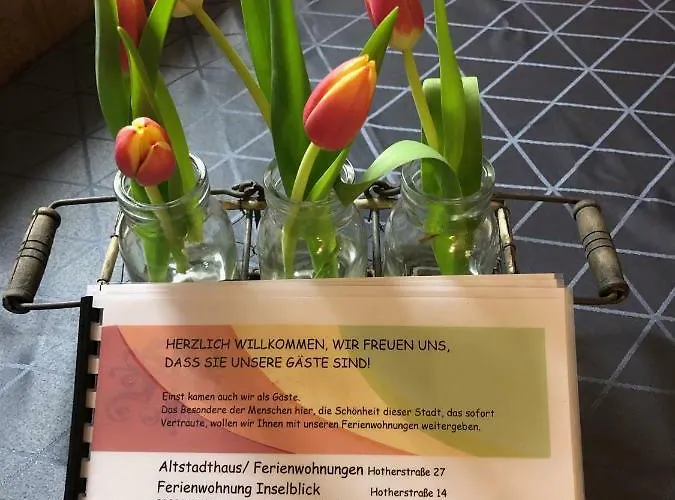 HERZLICH WILLKOMMEN, WIR FREUEN UNS,
DASS SIE UNSERE GÄSTE SIND!
Einst kamen auch wir als Gäste.
Das Besondere der Menschen hier, die Schönheit dieser Stadt, das sofort
Vertraute, wollen wir Ihnen mit unseren Ferienwohnungen weitergeben.
Altstadthaus/ Ferienwohnungen Hotherstraße 27
Ferienwohnung Inselblick Hotherstraße 14